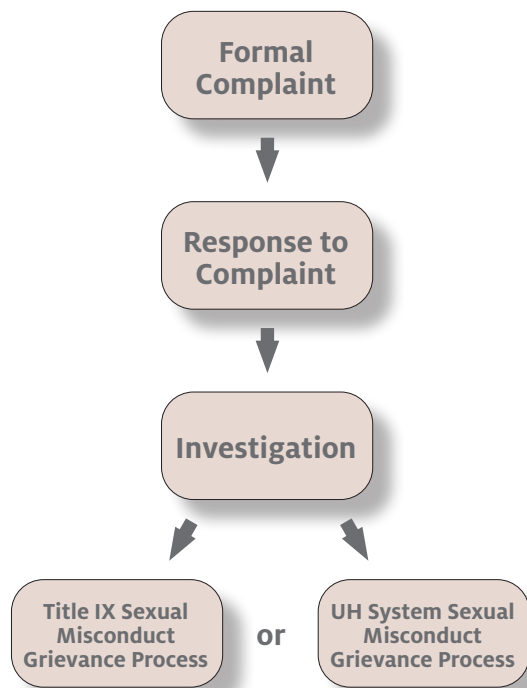 Formal
Complaint
Response to
Complaint
Investigation
Title IX Sexual
Misconduct
Grievance Process
or
UH System Sexual
Misconduct
Grievance Process